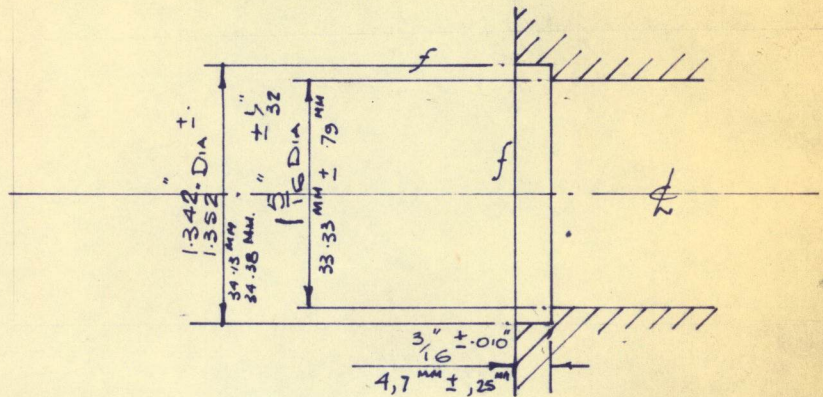 f
1.342" DIA ±.
1.352
34.13 MM
34.38 MM.
1 5/16" DIA ± 1/32"
33.33 MM ± .79 MM
f
℄
3/16" ± .010"
4,7 MM ± ,25 MM